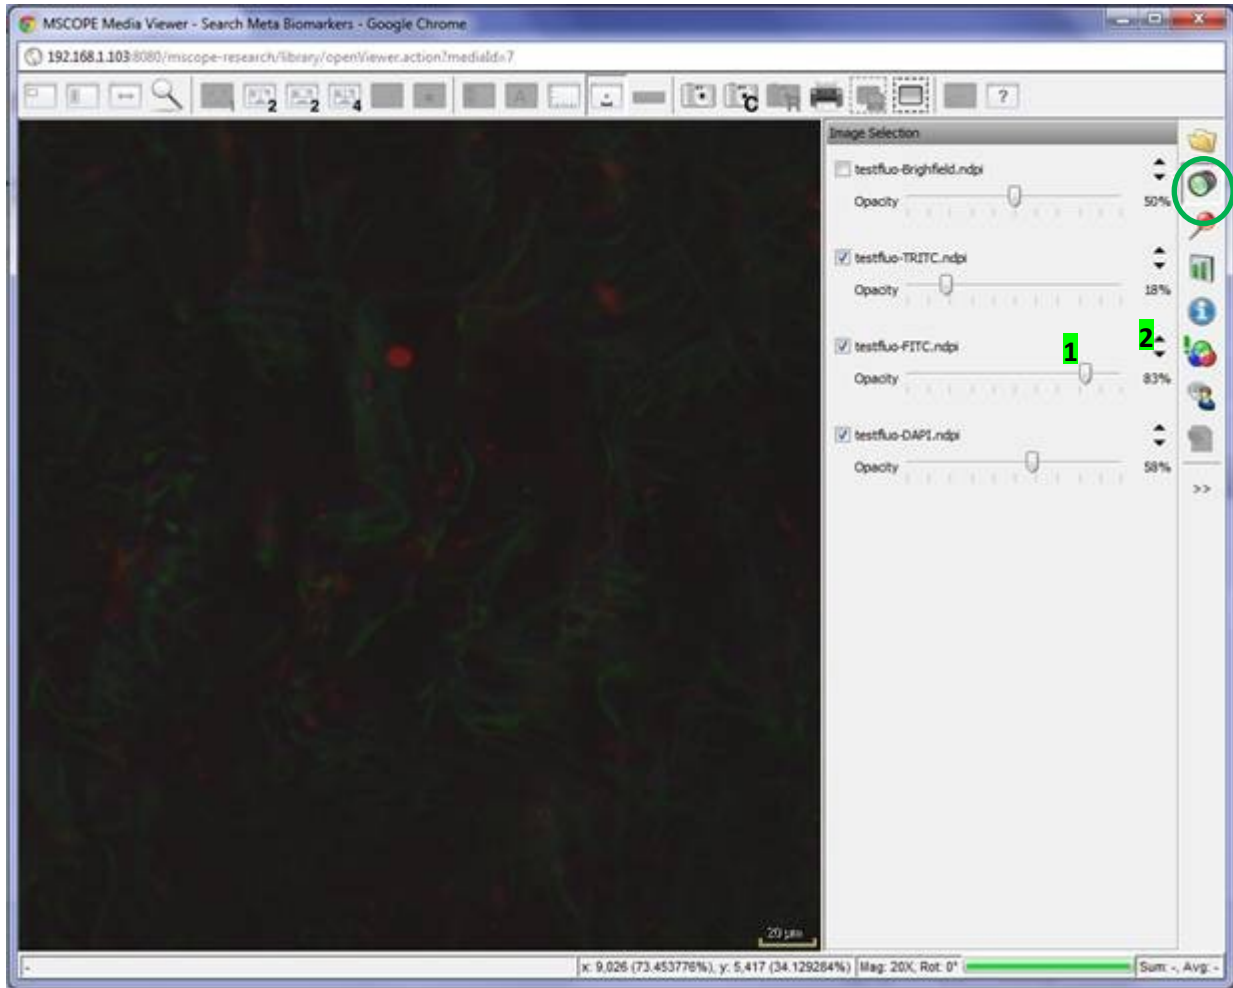 MSCOPE Media Viewer - Search Meta Biomarkers - Google Chrome
192.168.1.103:8080/mscope-research/library/openViewer.action?mediaId=7
2 2 4 A C ?
Image Selection
testfluo-Brighfield.ndpi
Opacity 50%
testfluo-TRITC.ndpi
Opacity 18%
testfluo-FITC.ndpi 1 2
Opacity 83%
testfluo-DAPI.ndpi
Opacity 58%
>>
20 µm
- x: 9,026 (73.453776%), y: 5,417 (34.129284%) Mag: 20X, Rot: 0° Sum: -, Avg: -